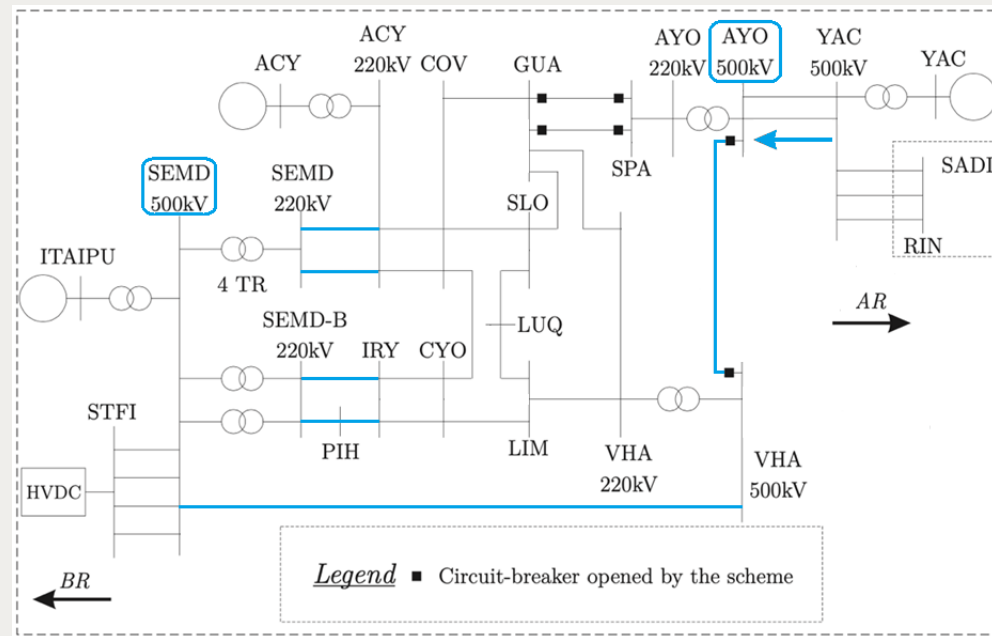 ACY
ACY
220kV
COV
GUA
AYO
220kV
AYO
500kV
YAC
500kV
YAC
SEMD
500kV
SEMD
220kV
SPA
SADI
SLO
RIN
ITAIPU
4 TR
AR
SEMD-B
220kV
IRY
CYO
LUQ
STFI
PIH
LIM
VHA
220kV
VHA
500kV
HVDC
BR
Legend
Circuit-breaker opened by the scheme